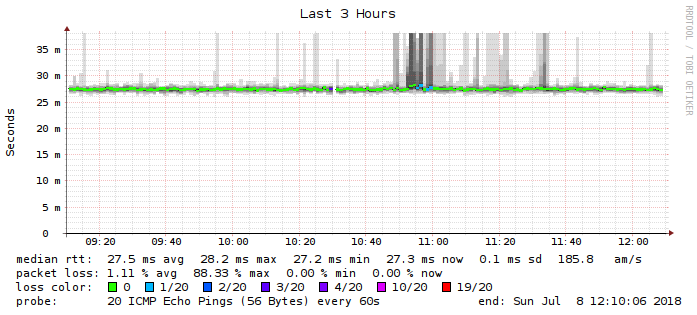 Last 3 Hours
RRDTOOL / TOBI OETIKER
Seconds
35 m
30 m
25 m
20 m
15 m
10 m
5 m
0
09:20 09:40 10:00 10:20 10:40 11:00 11:20 11:40 12:00
median rtt: 27.5 ms avg 28.2 ms max 27.2 ms min 27.3 ms now 0.1 ms sd 185.8 am/s
packet loss: 1.11 % avg 88.33 % max 0.00 % min 0.00 % now
loss color: 0 1/20 2/20 3/20 4/20 10/20 19/20
probe: 20 ICMP Echo Pings (56 Bytes) every 60s end: Sun Jul 8 12:10:06 2018